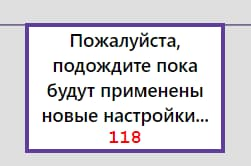 Пожалуйста,
подождите пока
будут применены
новые настройки...
118